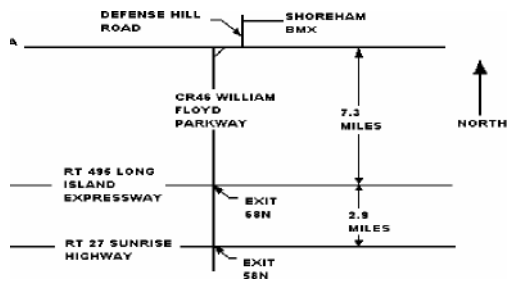 DEFENSE HILL
ROAD
SHOREHAM
BMX
A
CR46 WILLIAM
FLOYD
PARKWAY
7.3
MILES
NORTH
RT 495 LONG
ISLAND
EXPRESSWAY
EXIT
68N
2.9
MILES
RT 27 SUNRISE
HIGHWAY
EXIT
58N